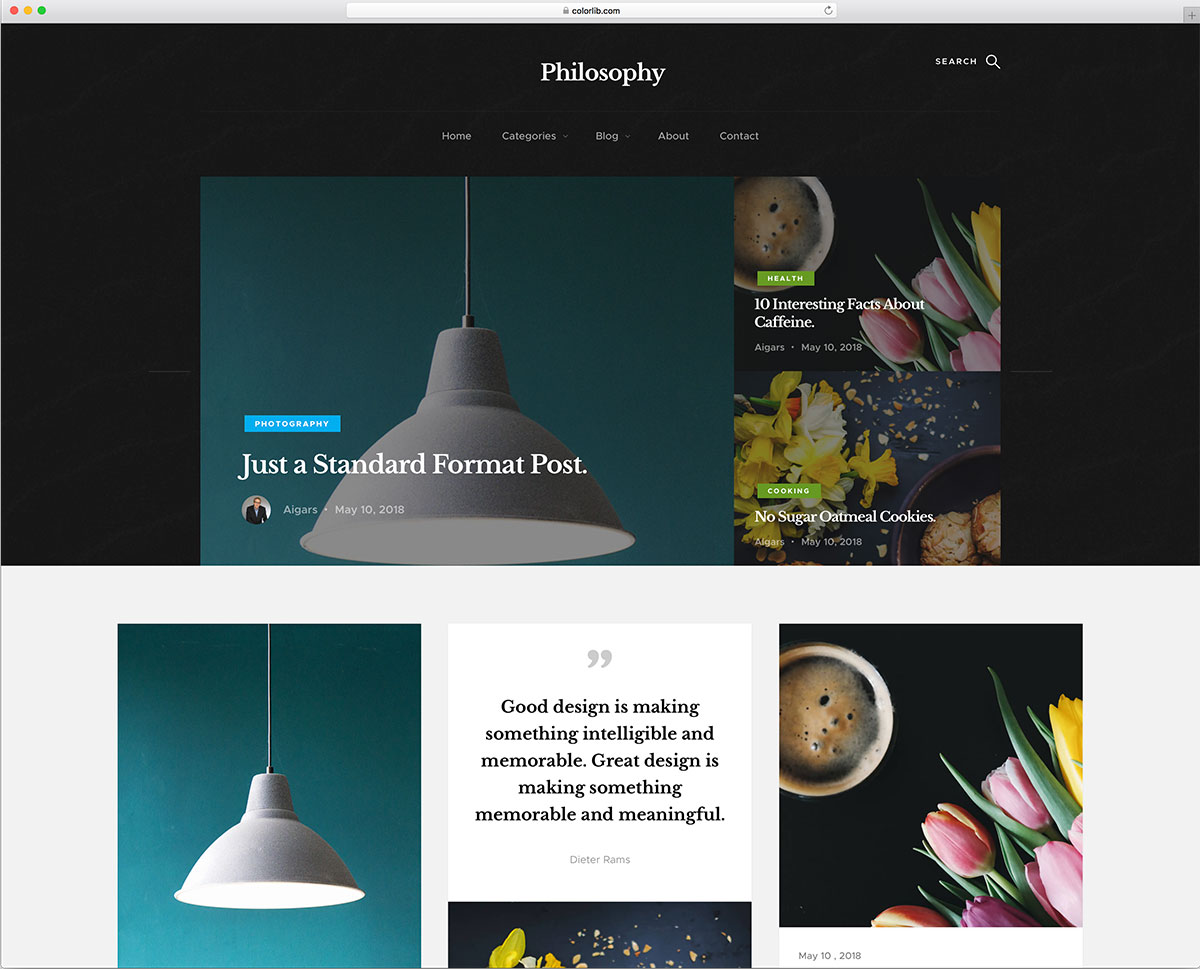 colorlib.com
Philosophy
SEARCH
Home Categories Blog About Contact
PHOTOGRAPHY
Just a Standard Format Post.
Aigars • May 10, 2018
HEALTH
10 Interesting Facts About
Caffeine.
Aigars • May 10, 2018
COOKING
No Sugar Oatmeal Cookies.
Aigars • May 10, 2018
”
Good design is making
something intelligible and
memorable. Great design is
making something
memorable and meaningful.
Dieter Rams
May 10 , 2018